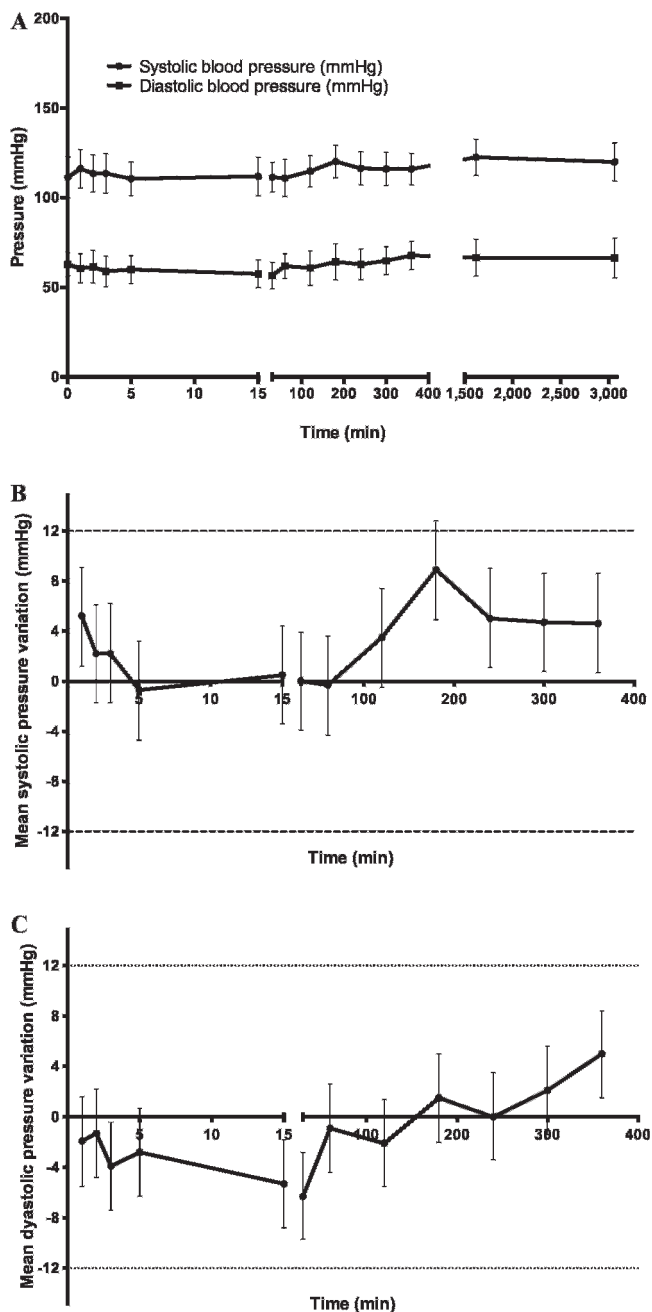 A
200
150
100
50
0
Pressure (mmHg)
Systolic blood pressure (mmHg)
Diastolic blood pressure (mmHg)
0 5 10 15 100 200 300 400 1,500 2,000 2,500 3,000
Time (min)
B
12
8
4
0
-4
-8
-12
Mean systolic pressure variation (mmHg)
5 10 15 100 200 300 400
Time (min)
C
12
8
4
0
-4
-8
-12
Mean dyastolic pressure variation (mmHg)
5 10 15 100 200 300 400
Time (min)